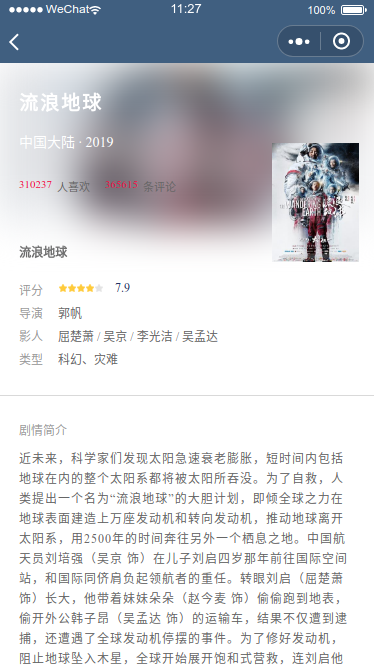 WeChat
11:27
100%
流浪地球
中国大陆 · 2019
310237 人喜欢 365615 条评论
WANDERING
EARTH
流浪地球
评分 7.9
导演 郭帆
影人 屈楚萧 / 吴京 / 李光洁 / 吴孟达
类型 科幻、灾难
剧情简介
近未来，科学家们发现太阳急速衰老膨胀，短时间内包括
地球在内的整个太阳系都将被太阳所吞没。为了自救，人
类提出一个名为“流浪地球”的大胆计划，即倾全球之力在
地球表面建造上万座发动机和转向发动机，推动地球离开
太阳系，用2500年的时间奔往另外一个栖息之地。中国航
天员刘培强（吴京 饰）在儿子刘启四岁那年前往国际空间
站，和国际同侪肩负起领航者的重任。转眼刘启（屈楚萧
饰）长大，他带着妹妹朵朵（赵今麦 饰）偷偷跑到地表，
偷开外公韩子昂（吴孟达 饰）的运输车，结果不仅遭到逮
捕，还遭遇了全球发动机停摆的事件。为了修好发动机，
阻止地球坠入木星，全球开始展开饱和式营救，连刘启他